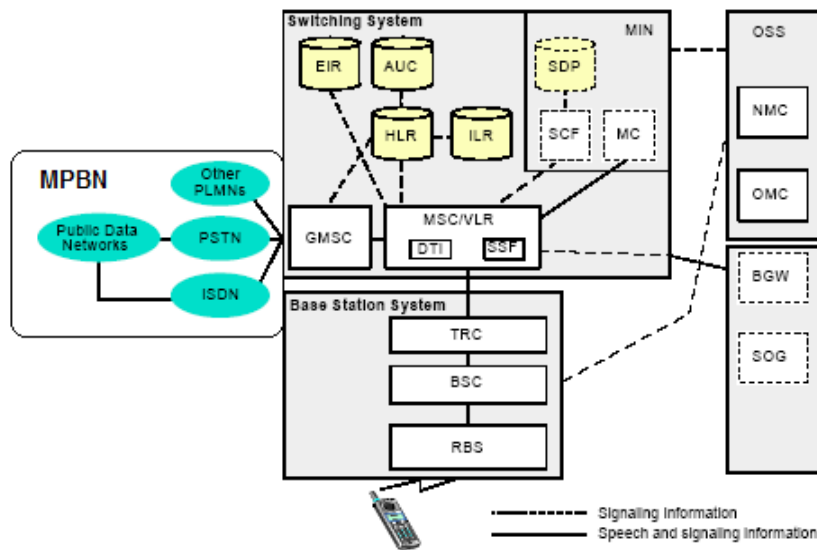 Switching System
MIN
OSS
EIR
AUC
SDP
HLR
ILR
SCF
MC
NMC
OMC
MPBN
Other
PLMNs
Public Data
Networks
PSTN
ISDN
GMSC
MSC/VLR
DTI
SSF
BGW
SOG
Base Station System
TRC
BSC
RBS
Signaling Information
Speech and signaling information